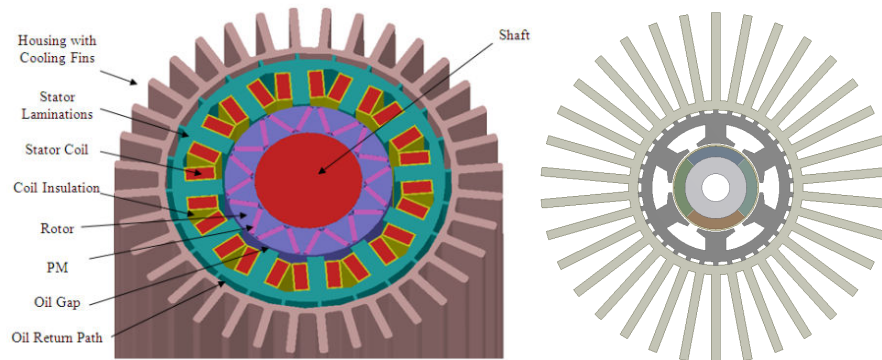 Housing with
Cooling Fins
Shaft
Stator
Laminations
Stator Coil
Coil Insulation
Rotor
PM
Oil Gap
Oil Return Path